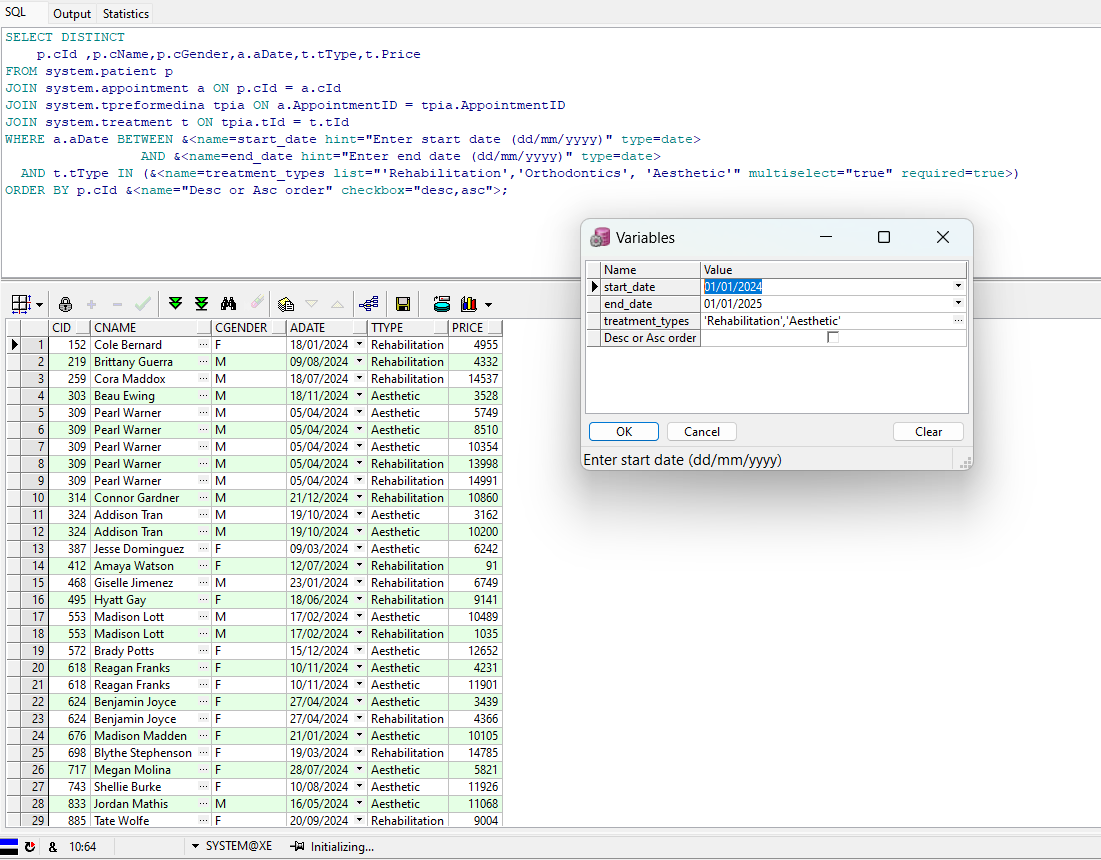 SQL Output Statistics
SELECT DISTINCT
p.cId ,p.cName,p.cGender,a.aDate,t.tType,t.Price
FROM system.patient p
JOIN system.appointment a ON p.cId = a.cId
JOIN system.tpreformedina tpia ON a.AppointmentID = tpia.AppointmentID
JOIN system.treatment t ON tpia.tId = t.tId
WHERE a.aDate BETWEEN &<name=start_date hint="Enter start date (dd/mm/yyyy)" type=date>
AND &<name=end_date hint="Enter end date (dd/mm/yyyy)" type=date>
AND t.tType IN (&<name=treatment_types list="'Rehabilitation','Orthodontics', 'Aesthetic'" multiselect="true" required=true>)
ORDER BY p.cId &<name="Desc or Asc order" checkbox="desc,asc">;
Variables
Name Value
start_date 01/01/2024
end_date 01/01/2025
treatment_types 'Rehabilitation','Aesthetic'
Desc or Asc order
OK Cancel Clear
Enter start date (dd/mm/yyyy)
CID CNAME CGENDER ADATE TTYPE PRICE
1 152 Cole Bernard F 18/01/2024 Rehabilitation 4955
2 219 Brittany Guerra M 09/08/2024 Rehabilitation 4332
3 259 Cora Maddox M 18/07/2024 Rehabilitation 14537
4 303 Beau Ewing M 18/11/2024 Aesthetic 3528
5 309 Pearl Warner M 05/04/2024 Aesthetic 5749
6 309 Pearl Warner M 05/04/2024 Aesthetic 8510
7 309 Pearl Warner M 05/04/2024 Aesthetic 10354
8 309 Pearl Warner M 05/04/2024 Rehabilitation 13998
9 309 Pearl Warner M 05/04/2024 Rehabilitation 14991
10 314 Connor Gardner M 21/12/2024 Rehabilitation 10860
11 324 Addison Tran M 19/10/2024 Aesthetic 3162
12 324 Addison Tran M 19/10/2024 Aesthetic 10200
13 387 Jesse Dominguez F 09/03/2024 Aesthetic 6242
14 412 Amaya Watson F 12/07/2024 Rehabilitation 91
15 468 Giselle Jimenez M 23/01/2024 Rehabilitation 6749
16 495 Hyatt Gay F 18/06/2024 Rehabilitation 9141
17 553 Madison Lott M 17/02/2024 Aesthetic 10489
18 553 Madison Lott M 17/02/2024 Rehabilitation 1035
19 572 Brady Potts F 15/12/2024 Aesthetic 12652
20 618 Reagan Franks F 10/11/2024 Aesthetic 4231
21 618 Reagan Franks F 10/11/2024 Aesthetic 11901
22 624 Benjamin Joyce F 27/04/2024 Aesthetic 3439
23 624 Benjamin Joyce F 27/04/2024 Rehabilitation 4366
24 676 Madison Madden F 21/01/2024 Aesthetic 10105
25 698 Blythe Stephenson F 19/03/2024 Rehabilitation 14785
26 717 Megan Molina F 28/07/2024 Aesthetic 5821
27 743 Shellie Burke F 10/08/2024 Aesthetic 11926
28 833 Jordan Mathis M 16/05/2024 Aesthetic 11068
29 885 Tate Wolfe F 20/09/2024 Rehabilitation 9004
& 10:64 SYSTEM@XE Initializing...